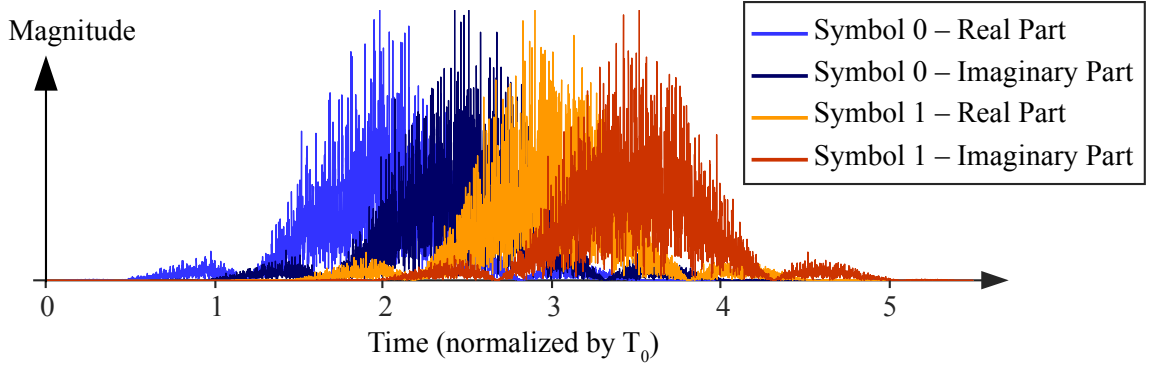 Magnitude
Symbol 0 – Real Part
Symbol 0 – Imaginary Part
Symbol 1 – Real Part
Symbol 1 – Imaginary Part
0 1 2 3 4 5
Time (normalized by T₀)